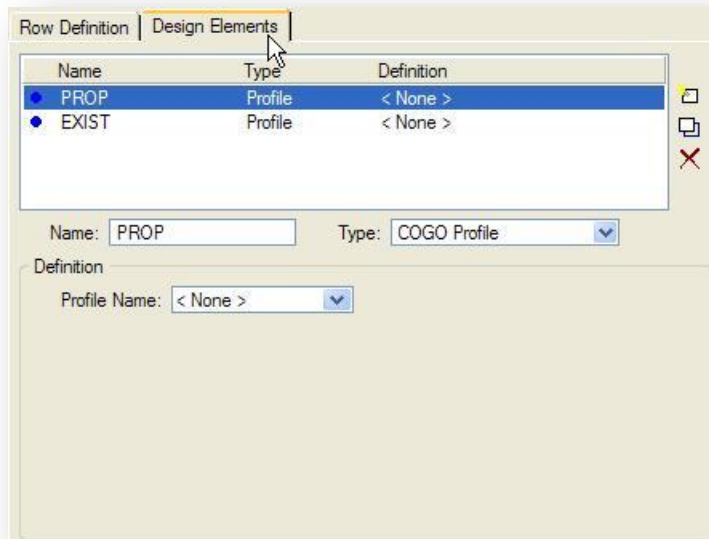 Row Definition Design Elements
Name Type Definition
PROP Profile < None >
EXIST Profile < None >
Name: PROP Type: COGO Profile
Definition
Profile Name: < None >